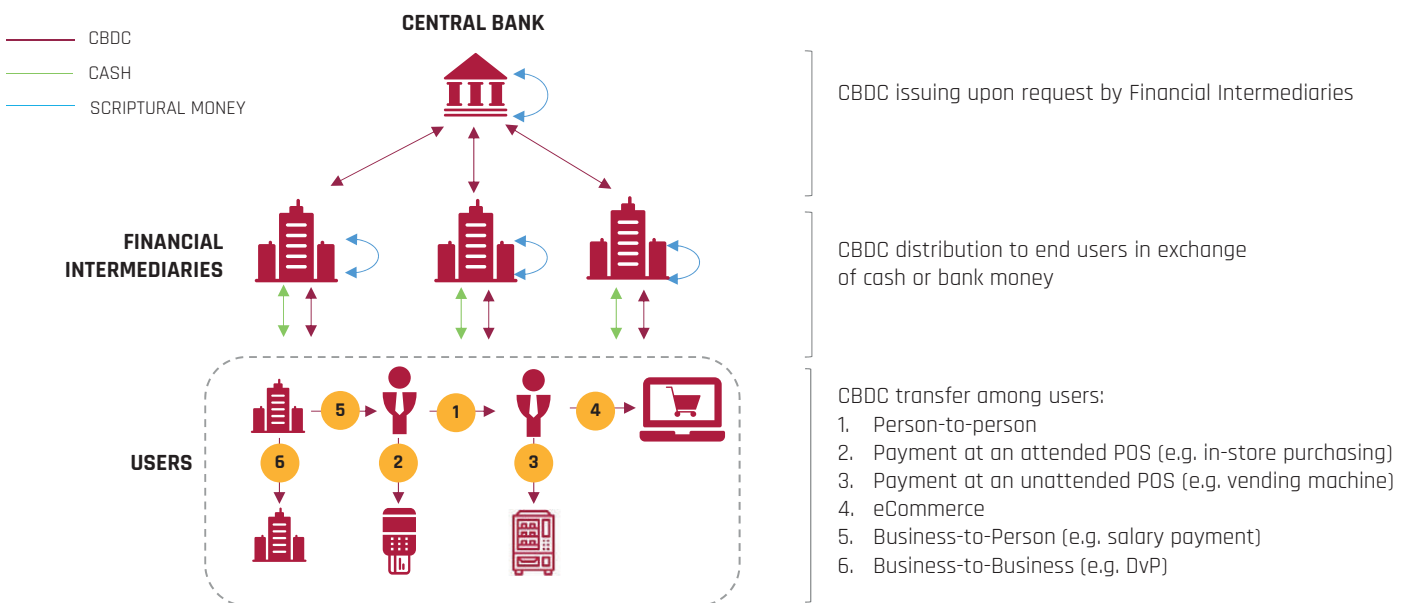 CENTRAL BANK
CBDC
CASH
SCRIPTURAL MONEY
CBDC issuing upon request by Financial Intermediaries
FINANCIAL
INTERMEDIARIES
CBDC distribution to end users in exchange
of cash or bank money
USERS
5
1
4
6
2
3
CBDC transfer among users:
1. Person-to-person
2. Payment at an attended POS (e.g. in-store purchasing)
3. Payment at an unattended POS (e.g. vending machine)
4. eCommerce
5. Business-to-Person (e.g. salary payment)
6. Business-to-Business (e.g. DvP)